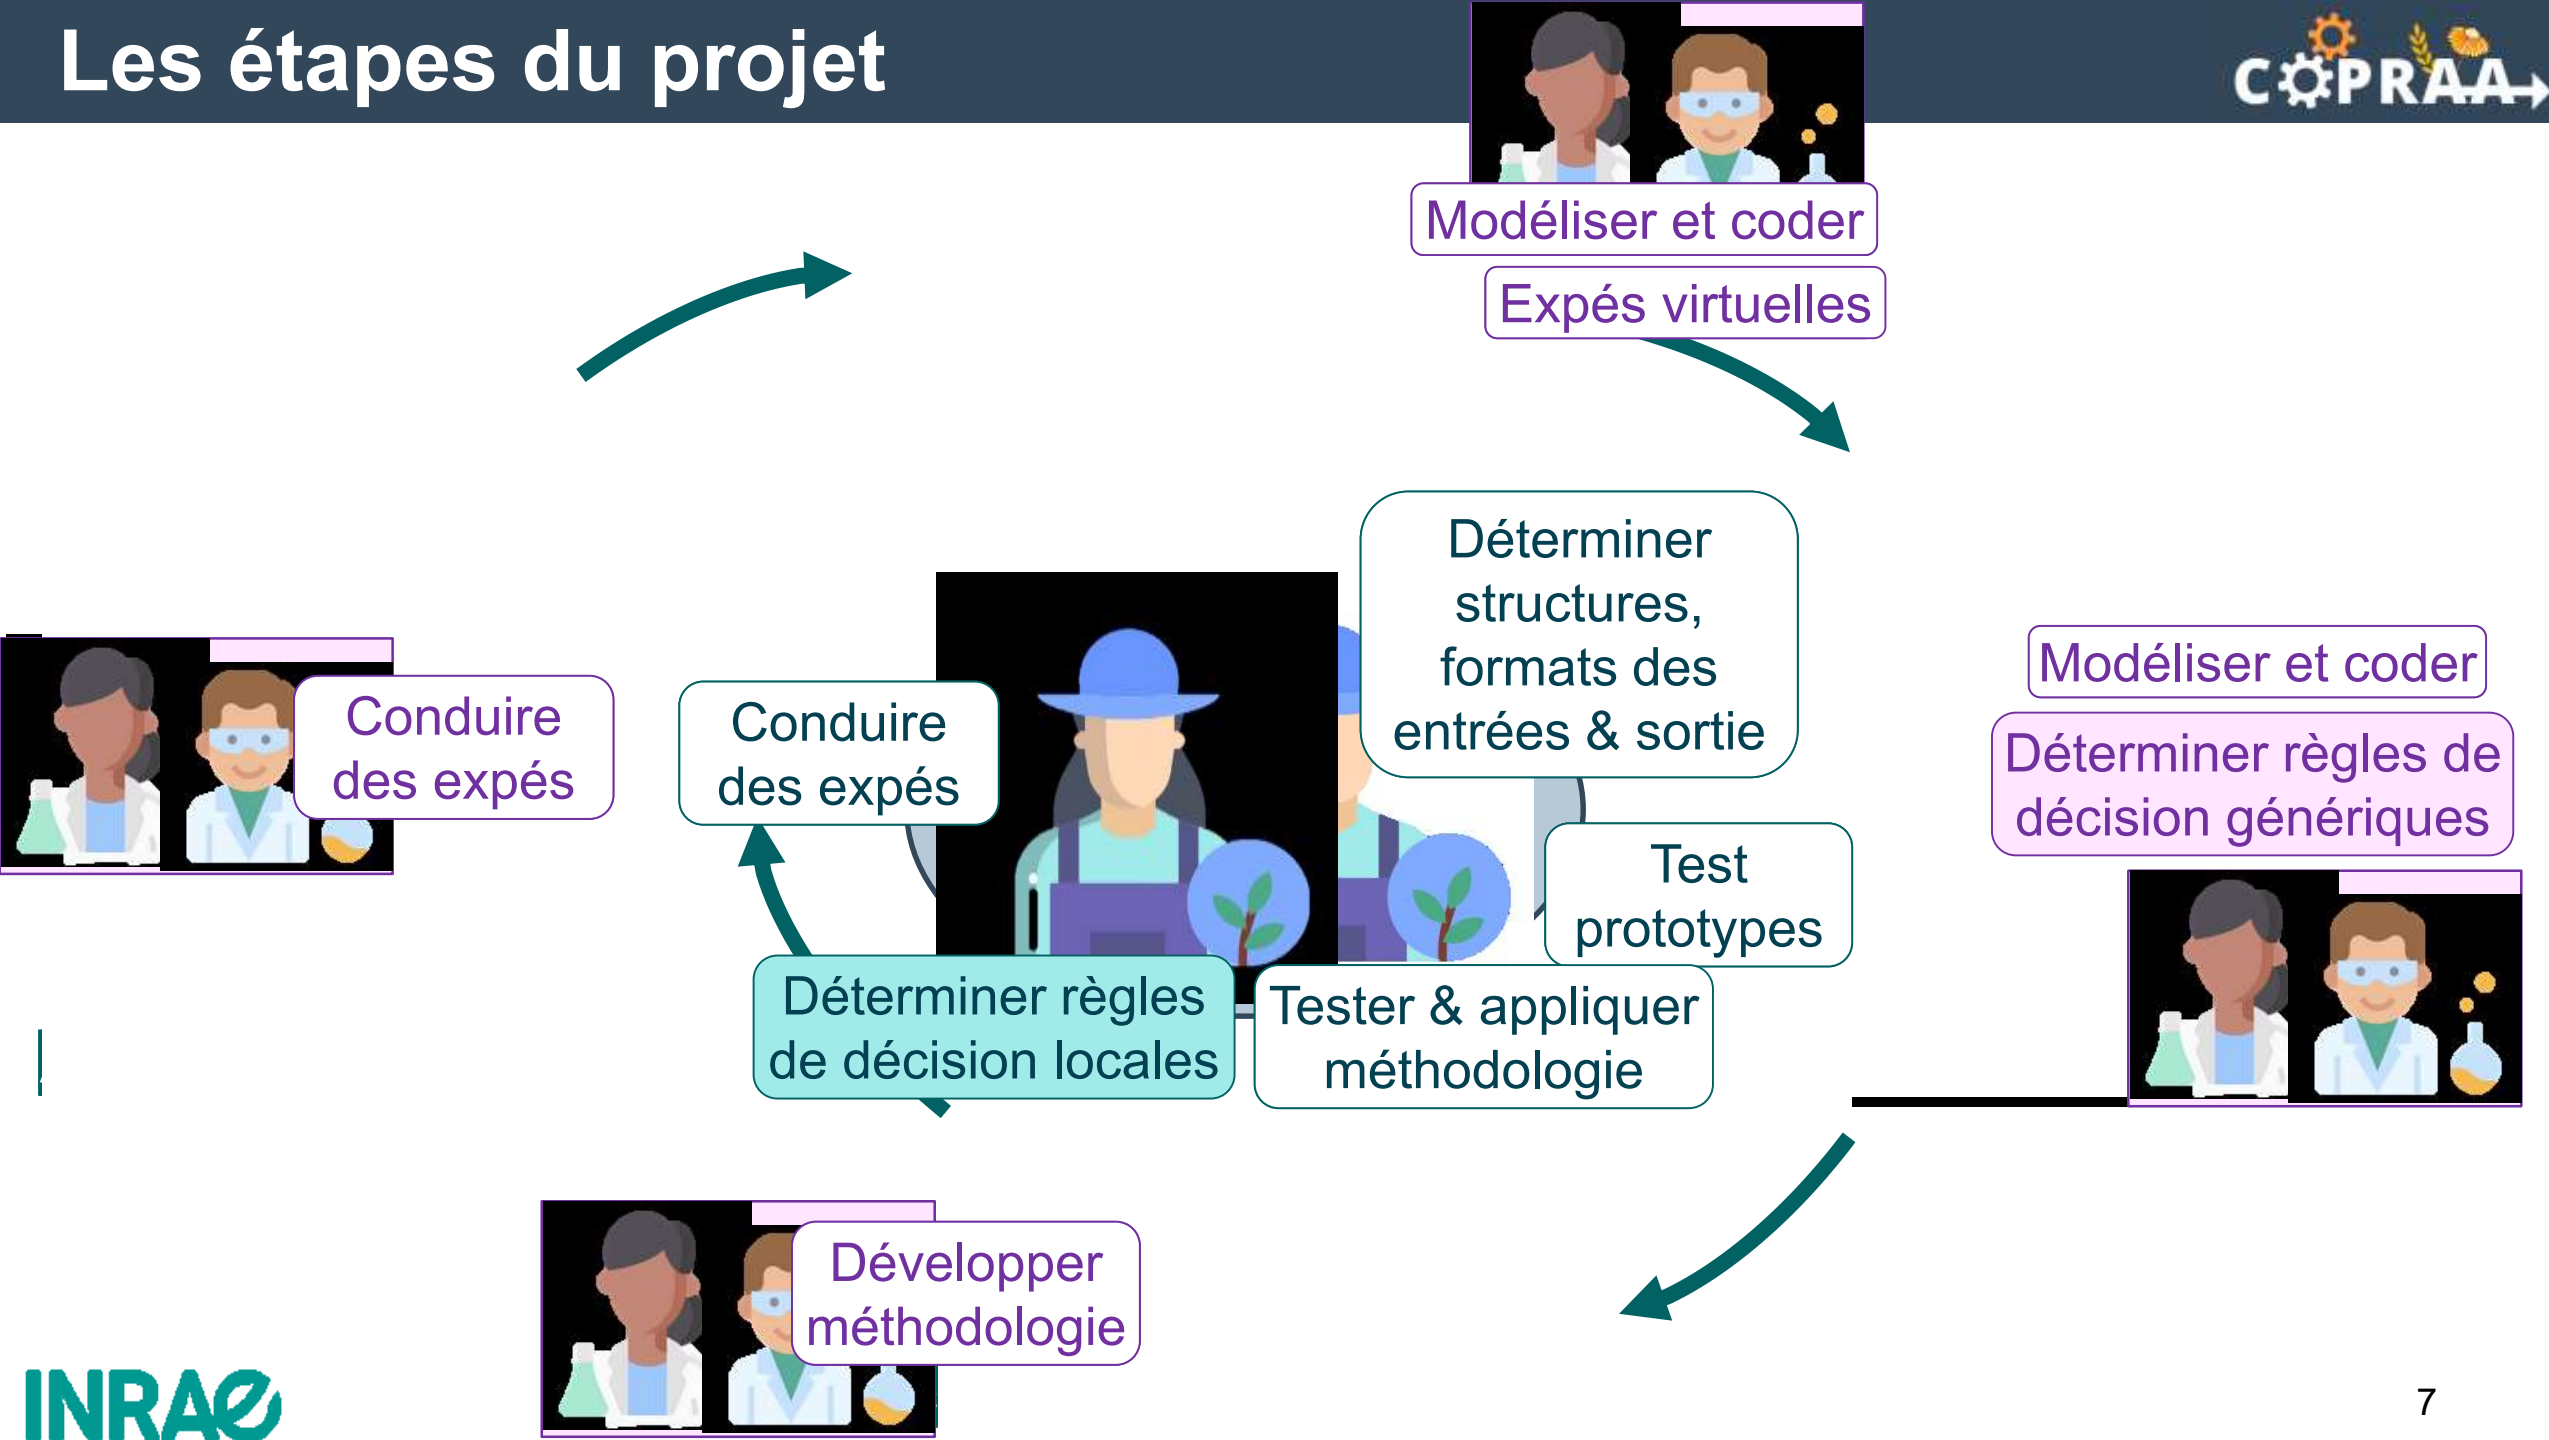 Les étapes du projet
COPRAA
Modéliser et coder
Expés virtuelles
Déterminer
structures,
formats des
entrées & sortie
Modéliser et coder
Déterminer règles de
décision génériques
Conduire
des expés
Conduire
des expés
Test
prototypes
Déterminer règles
de décision locales
Tester & appliquer
méthodologie
Développer
méthodologie
INRAE
7